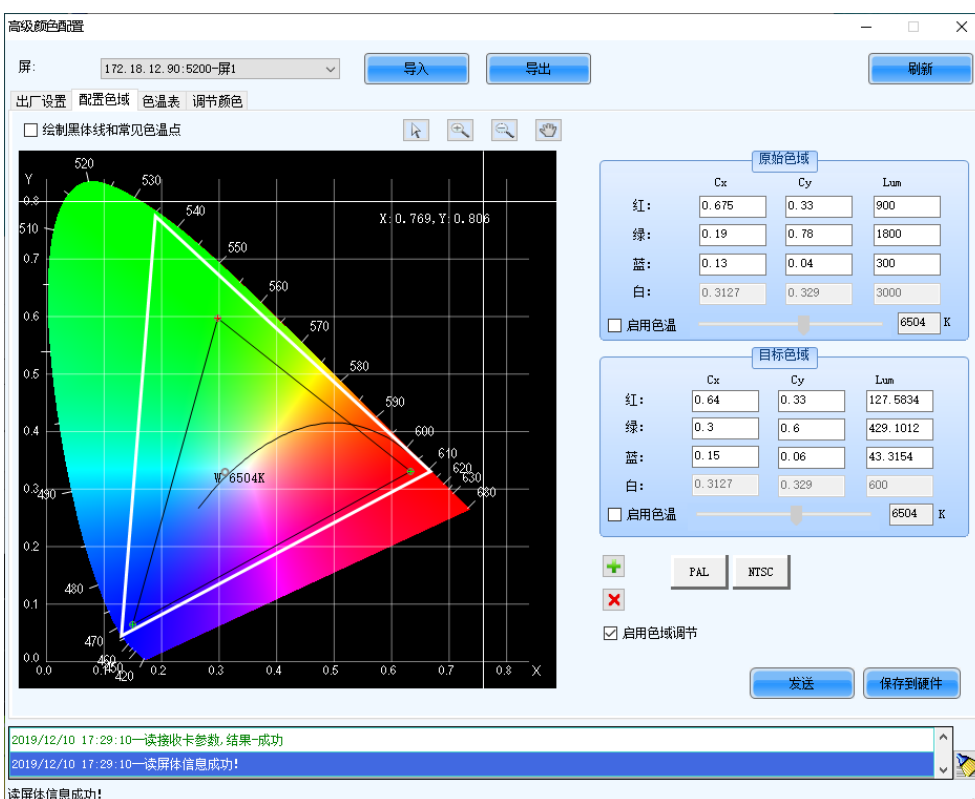 高级颜色配置
屏: 172.18.12.90:5200-屏1 导入 导出 刷新
出厂设置 配置色域 色温表 调节颜色
绘制黑体线和常见色温点
Y
520
530
540
550
560
570
580
590
600
610
620
630
680
510
490
480
470
460
450
420
0.8
0.7
0.6
0.5
0.4
0.3
0.2
0.1
0.0
0.0 0.1 0.2 0.3 0.4 0.5 0.6 0.7 0.8 X
X:0.769,Y:0.806
W 6504K
原始色域
Cx Cy Lum
红: 0.675 0.33 900
绿: 0.19 0.78 1800
蓝: 0.13 0.04 300
白: 0.3127 0.329 3000
启用色温 6504 K
目标色域
Cx Cy Lum
红: 0.64 0.33 127.5834
绿: 0.3 0.6 429.1012
蓝: 0.15 0.06 43.3154
白: 0.3127 0.329 600
启用色温 6504 K
PAL NTSC
启用色域调节
发送 保存到硬件
2019/12/10 17:29:10—读接收卡参数,结果-成功
2019/12/10 17:29:10—读屏体信息成功!
读屏体信息成功!